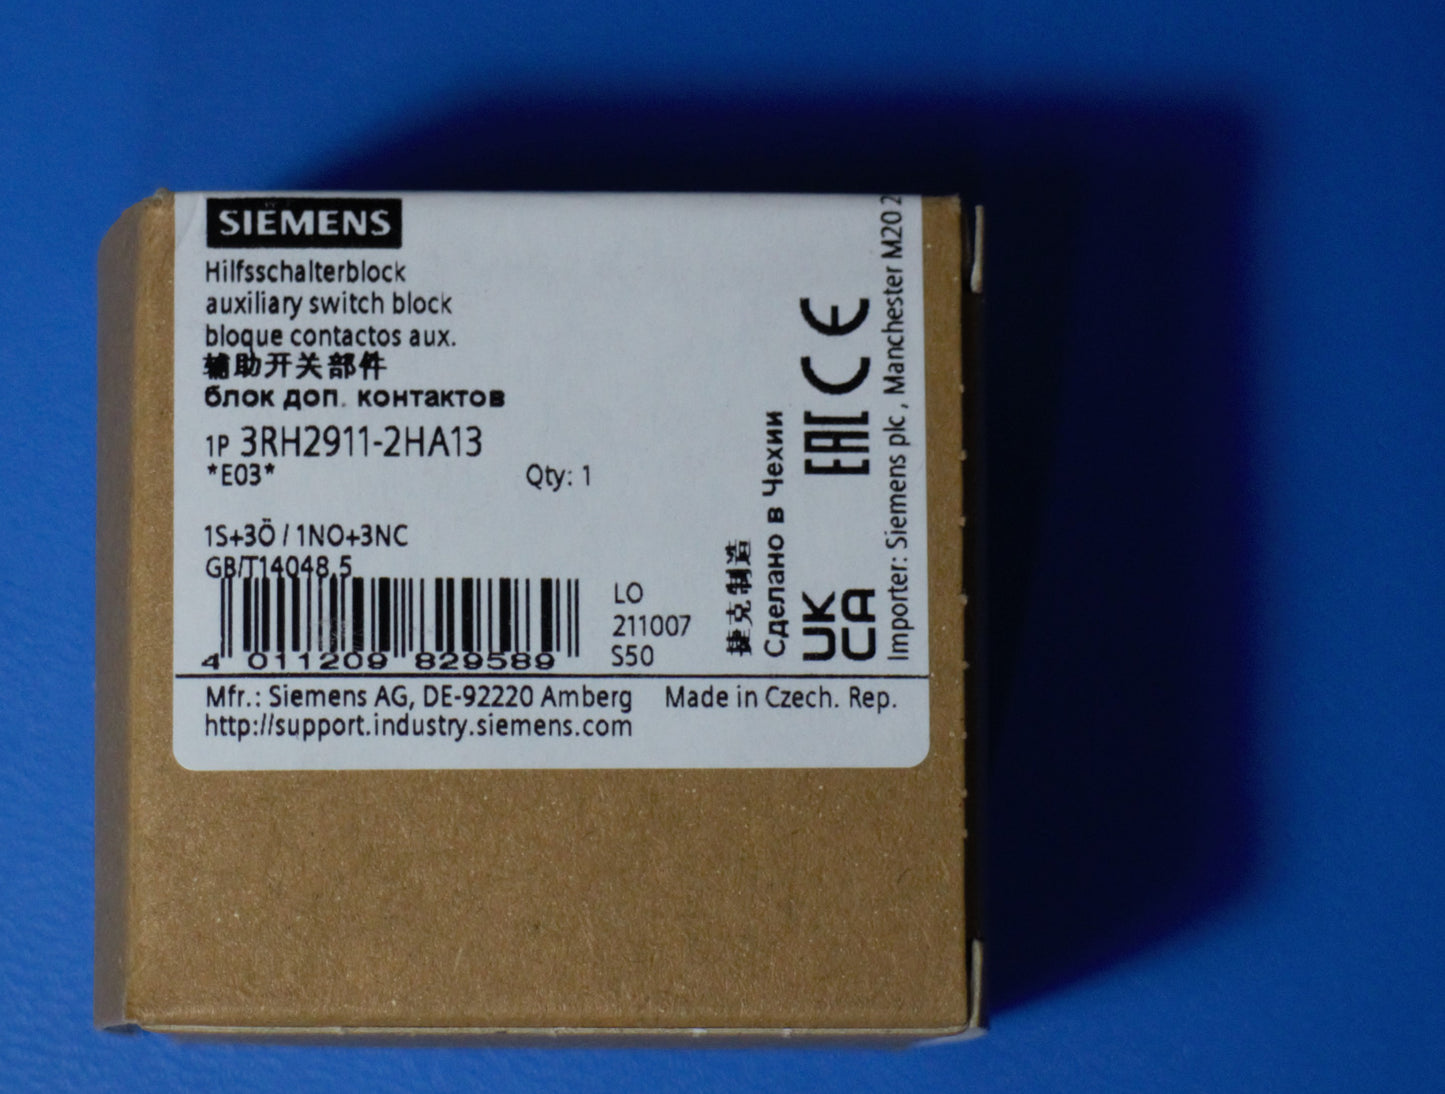 SIEMENS
Hilfsschalterblock
auxiliary switch block
bloque contactos aux.
辅助开关部件
блок доп. контактов
1P 3RH2911-2HA13
*E03*
Qty: 1
1S+3Ö / 1NO+3NC
GB/T14048.5
4 011209 829589
LO
211007
S50
捷克制造
Сделано в Чехии
UK CA
EAC
CE
Importer: Siemens plc , Manchester M20 2
Mfr.: Siemens AG, DE-92220 Amberg
Made in Czech. Rep.
http://support.industry.siemens.com